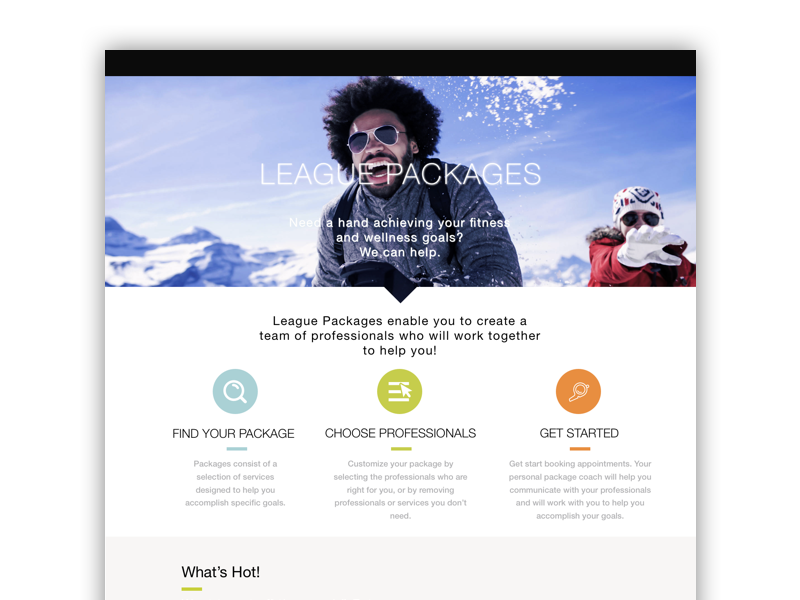 LEAGUE PACKAGES
Need a hand achieving your fitness
and wellness goals?
We can help.
League Packages enable you to create a
team of professionals who will work together
to help you!
FIND YOUR PACKAGE
Packages consist of a
selection of services
designed to help you
accomplish specific goals.
CHOOSE PROFESSIONALS
Customize your package by
selecting the professionals who are
right for you, or by removing
professionals or services you don't
need.
GET STARTED
Get start booking appointments. Your
personal package coach will help you
communicate with your professionals
and will work with you to help you
accomplish your goals.
What's Hot!